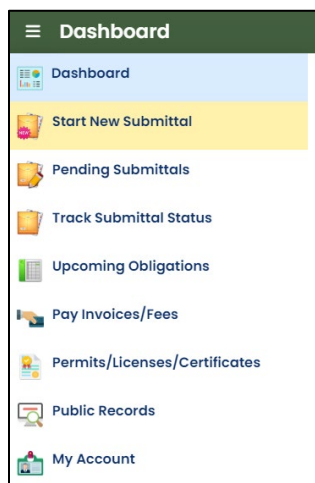 Dashboard
Dashboard
NEW
Start New Submittal
Pending Submittals
Track Submittal Status
Upcoming Obligations
Pay Invoices/Fees
Permits/Licenses/Certificates
Public Records
My Account